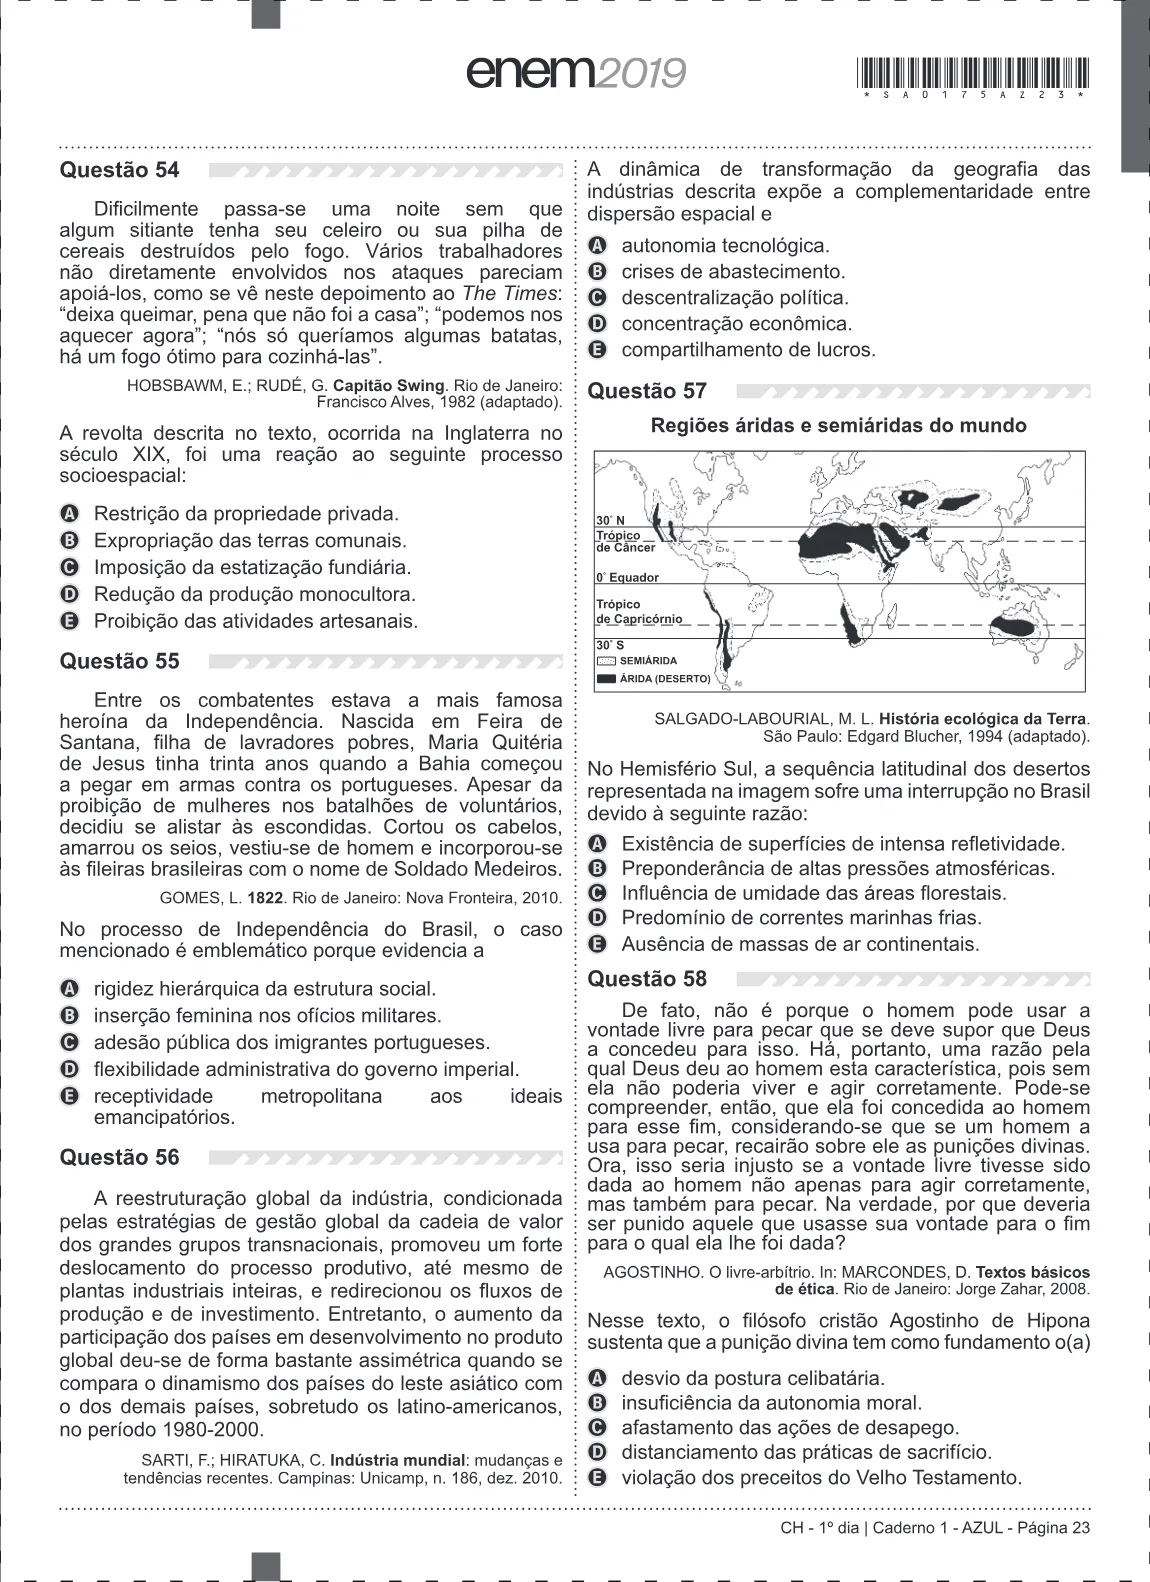 enem2019
* S A 0 1 7 5 A Z 2 3 *
Questão 54
Dificilmente passa-se uma noite sem que
algum sitiante tenha seu celeiro ou sua pilha de
cereais destruídos pelo fogo. Vários trabalhadores
não diretamente envolvidos nos ataques pareciam
apoiá-los, como se vê neste depoimento ao The Times:
“deixa queimar, pena que não foi a casa”; “podemos nos
aquecer agora”; “nós só queríamos algumas batatas,
há um fogo ótimo para cozinhá-las”.
HOBSBAWM, E.; RUDÉ, G. Capitão Swing. Rio de Janeiro:
Francisco Alves, 1982 (adaptado).
A revolta descrita no texto, ocorrida na Inglaterra no
século XIX, foi uma reação ao seguinte processo
socioespacial:
A Restrição da propriedade privada.
B Expropriação das terras comunais.
C Imposição da estatização fundiária.
D Redução da produção monocultora.
E Proibição das atividades artesanais.
Questão 55
Entre os combatentes estava a mais famosa
heroína da Independência. Nascida em Feira de
Santana, filha de lavradores pobres, Maria Quitéria
de Jesus tinha trinta anos quando a Bahia começou
a pegar em armas contra os portugueses. Apesar da
proibição de mulheres nos batalhões de voluntários,
decidiu se alistar às escondidas. Cortou os cabelos,
amarrou os seios, vestiu-se de homem e incorporou-se
às fileiras brasileiras com o nome de Soldado Medeiros.
GOMES, L. 1822. Rio de Janeiro: Nova Fronteira, 2010.
No processo de Independência do Brasil, o caso
mencionado é emblemático porque evidencia a
A rigidez hierárquica da estrutura social.
B inserção feminina nos ofícios militares.
C adesão pública dos imigrantes portugueses.
D flexibilidade administrativa do governo imperial.
E receptividade metropolitana aos ideais
emancipatórios.
Questão 56
A reestruturação global da indústria, condicionada
pelas estratégias de gestão global da cadeia de valor
dos grandes grupos transnacionais, promoveu um forte
deslocamento do processo produtivo, até mesmo de
plantas industriais inteiras, e redirecionou os fluxos de
produção e de investimento. Entretanto, o aumento da
participação dos países em desenvolvimento no produto
global deu-se de forma bastante assimétrica quando se
compara o dinamismo dos países do leste asiático com
o dos demais países, sobretudo os latino-americanos,
no período 1980-2000.
SARTI, F.; HIRATUKA, C. Indústria mundial: mudanças e
tendências recentes. Campinas: Unicamp, n. 186, dez. 2010.
A dinâmica de transformação da geografia das
indústrias descrita expõe a complementaridade entre
dispersão espacial e
A autonomia tecnológica.
B crises de abastecimento.
C descentralização política.
D concentração econômica.
E compartilhamento de lucros.
Questão 57
Regiões áridas e semiáridas do mundo
30° N
Trópico
de Câncer
0° Equador
Trópico
de Capricórnio
30° S
SEMIÁRIDA
ÁRIDA (DESERTO)
SALGADO-LABOURIAL, M. L. História ecológica da Terra.
São Paulo: Edgard Blucher, 1994 (adaptado).
No Hemisfério Sul, a sequência latitudinal dos desertos
representada na imagem sofre uma interrupção no Brasil
devido à seguinte razão:
A Existência de superfícies de intensa refletividade.
B Preponderância de altas pressões atmosféricas.
C Influência de umidade das áreas florestais.
D Predomínio de correntes marinhas frias.
E Ausência de massas de ar continentais.
Questão 58
De fato, não é porque o homem pode usar a
vontade livre para pecar que se deve supor que Deus
a concedeu para isso. Há, portanto, uma razão pela
qual Deus deu ao homem esta característica, pois sem
ela não poderia viver e agir corretamente. Pode-se
compreender, então, que ela foi concedida ao homem
para esse fim, considerando-se que se um homem a
usa para pecar, recairão sobre ele as punições divinas.
Ora, isso seria injusto se a vontade livre tivesse sido
dada ao homem não apenas para agir corretamente,
mas também para pecar. Na verdade, por que deveria
ser punido aquele que usasse sua vontade para o fim
para o qual ela lhe foi dada?
AGOSTINHO. O livre-arbítrio. In: MARCONDES, D. Textos básicos
de ética. Rio de Janeiro: Jorge Zahar, 2008.
Nesse texto, o filósofo cristão Agostinho de Hipona
sustenta que a punição divina tem como fundamento o(a)
A desvio da postura celibatária.
B insuficiência da autonomia moral.
C afastamento das ações de desapego.
D distanciamento das práticas de sacrifício.
E violação dos preceitos do Velho Testamento.
CH - 1º dia | Caderno 1 - AZUL - Página 23